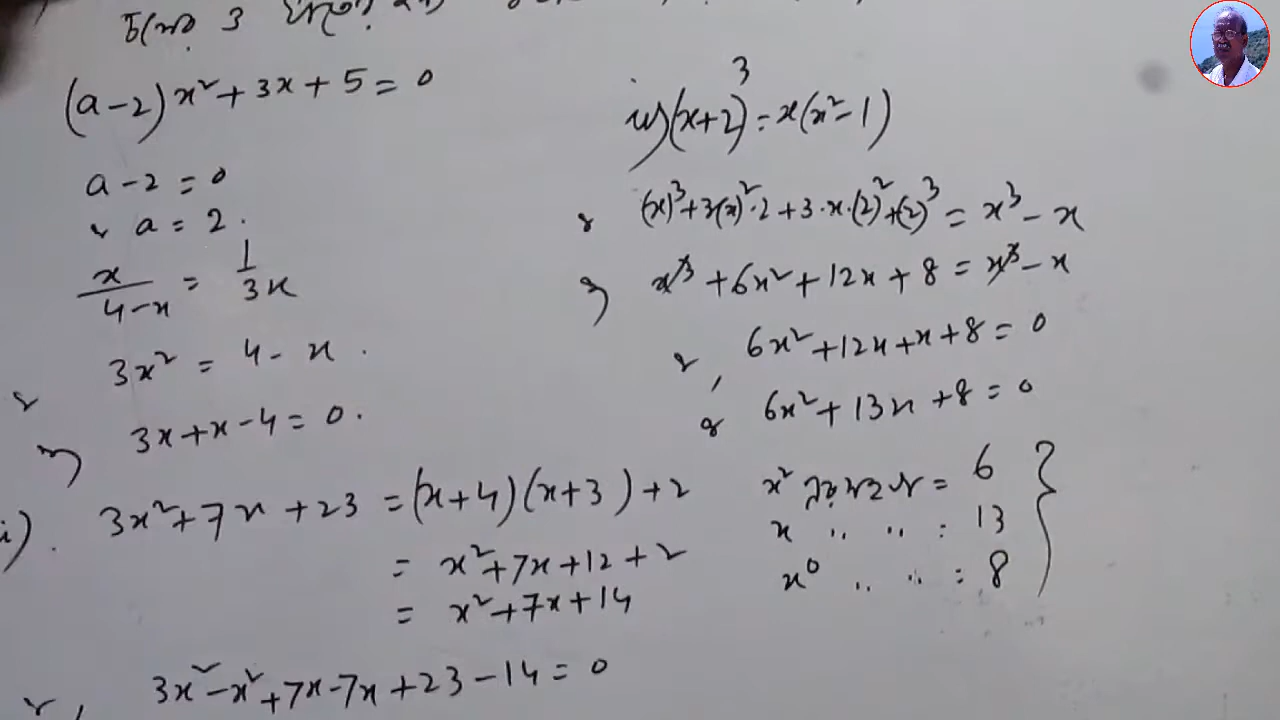 (a-2)x²+3x+5=0
a-2=0
বা a=2.
x/(4-x) = 1/3x
বা 3x²=4-x.
বা 3x+x-4=0.
i). 3x²+7x+23=(x+4)(x+3)+2
= x²+7x+12+2
= x²+7x+14
বা, 3x²-x²+7x-7x+23-14=0
iii) (x+2)³=x(x²-1)
বা (x)³+3(x)²·2+3·x·(2)²+(2)³=x³-x
বা x³+6x²+12x+8=x³-x
বা, 6x²+12x+x+8=0
বা 6x²+13x+8=0
x² এর সহগ = 6
x ,, ,, : 13
x⁰ ,, ,, : 8